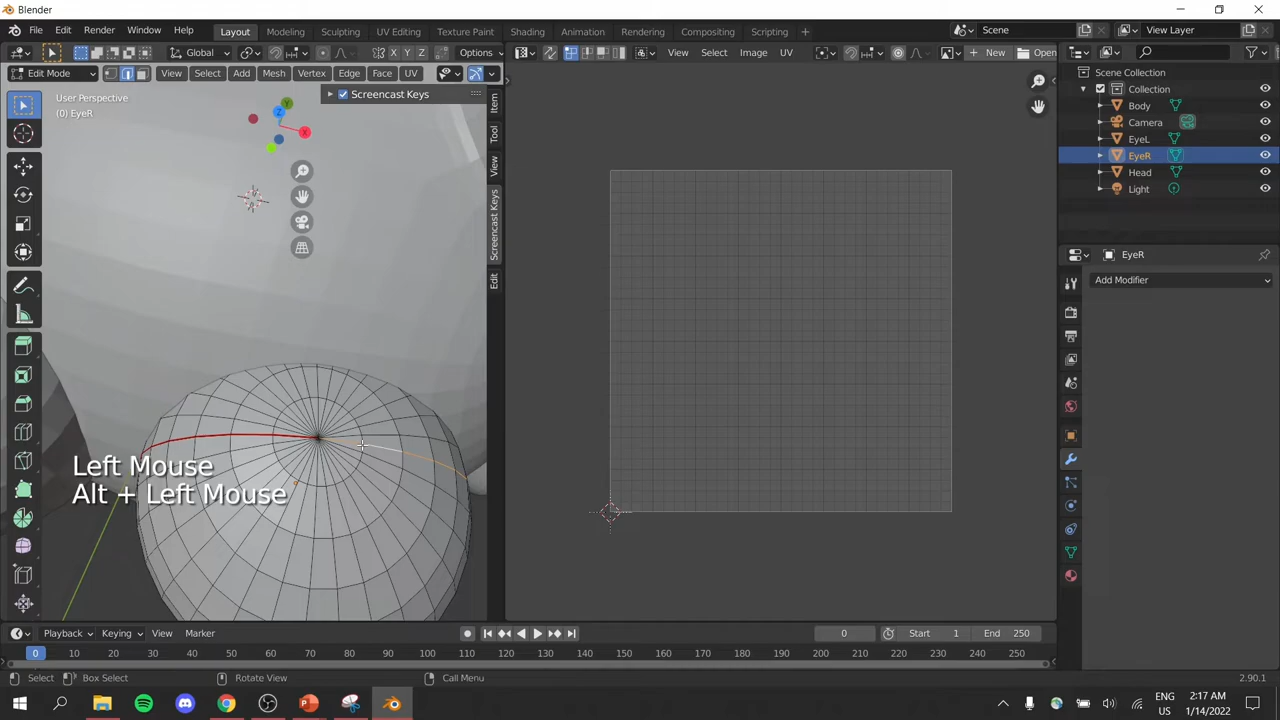 Blender
File Edit Render Window Help Layout Modeling Sculpting UV Editing Texture Paint Shading Animation Rendering Compositing Scripting + Scene View Layer
Global Options View Select Image UV New Open
Edit Mode View Select Add Mesh Vertex Edge Face UV
User Perspective
(0) EyeR
Screencast Keys
Item
Tool
View
Screencast Keys
Edit
Y
Z
X
X Y Z
Left Mouse
Alt + Left Mouse
Scene Collection
Collection
Body
Camera
EyeL
EyeR
Head
Light
EyeR
Add Modifier
Playback Keying View Marker 0 Start 1 End 250
0 10 20 30 40 50 60 70 80 90 100 110 120 130 140 150 160 170 180 190 200 210 220 230 240 250
Select Box Select Rotate View Call Menu 2.90.1
ENG
US
2:17 AM
1/14/2022